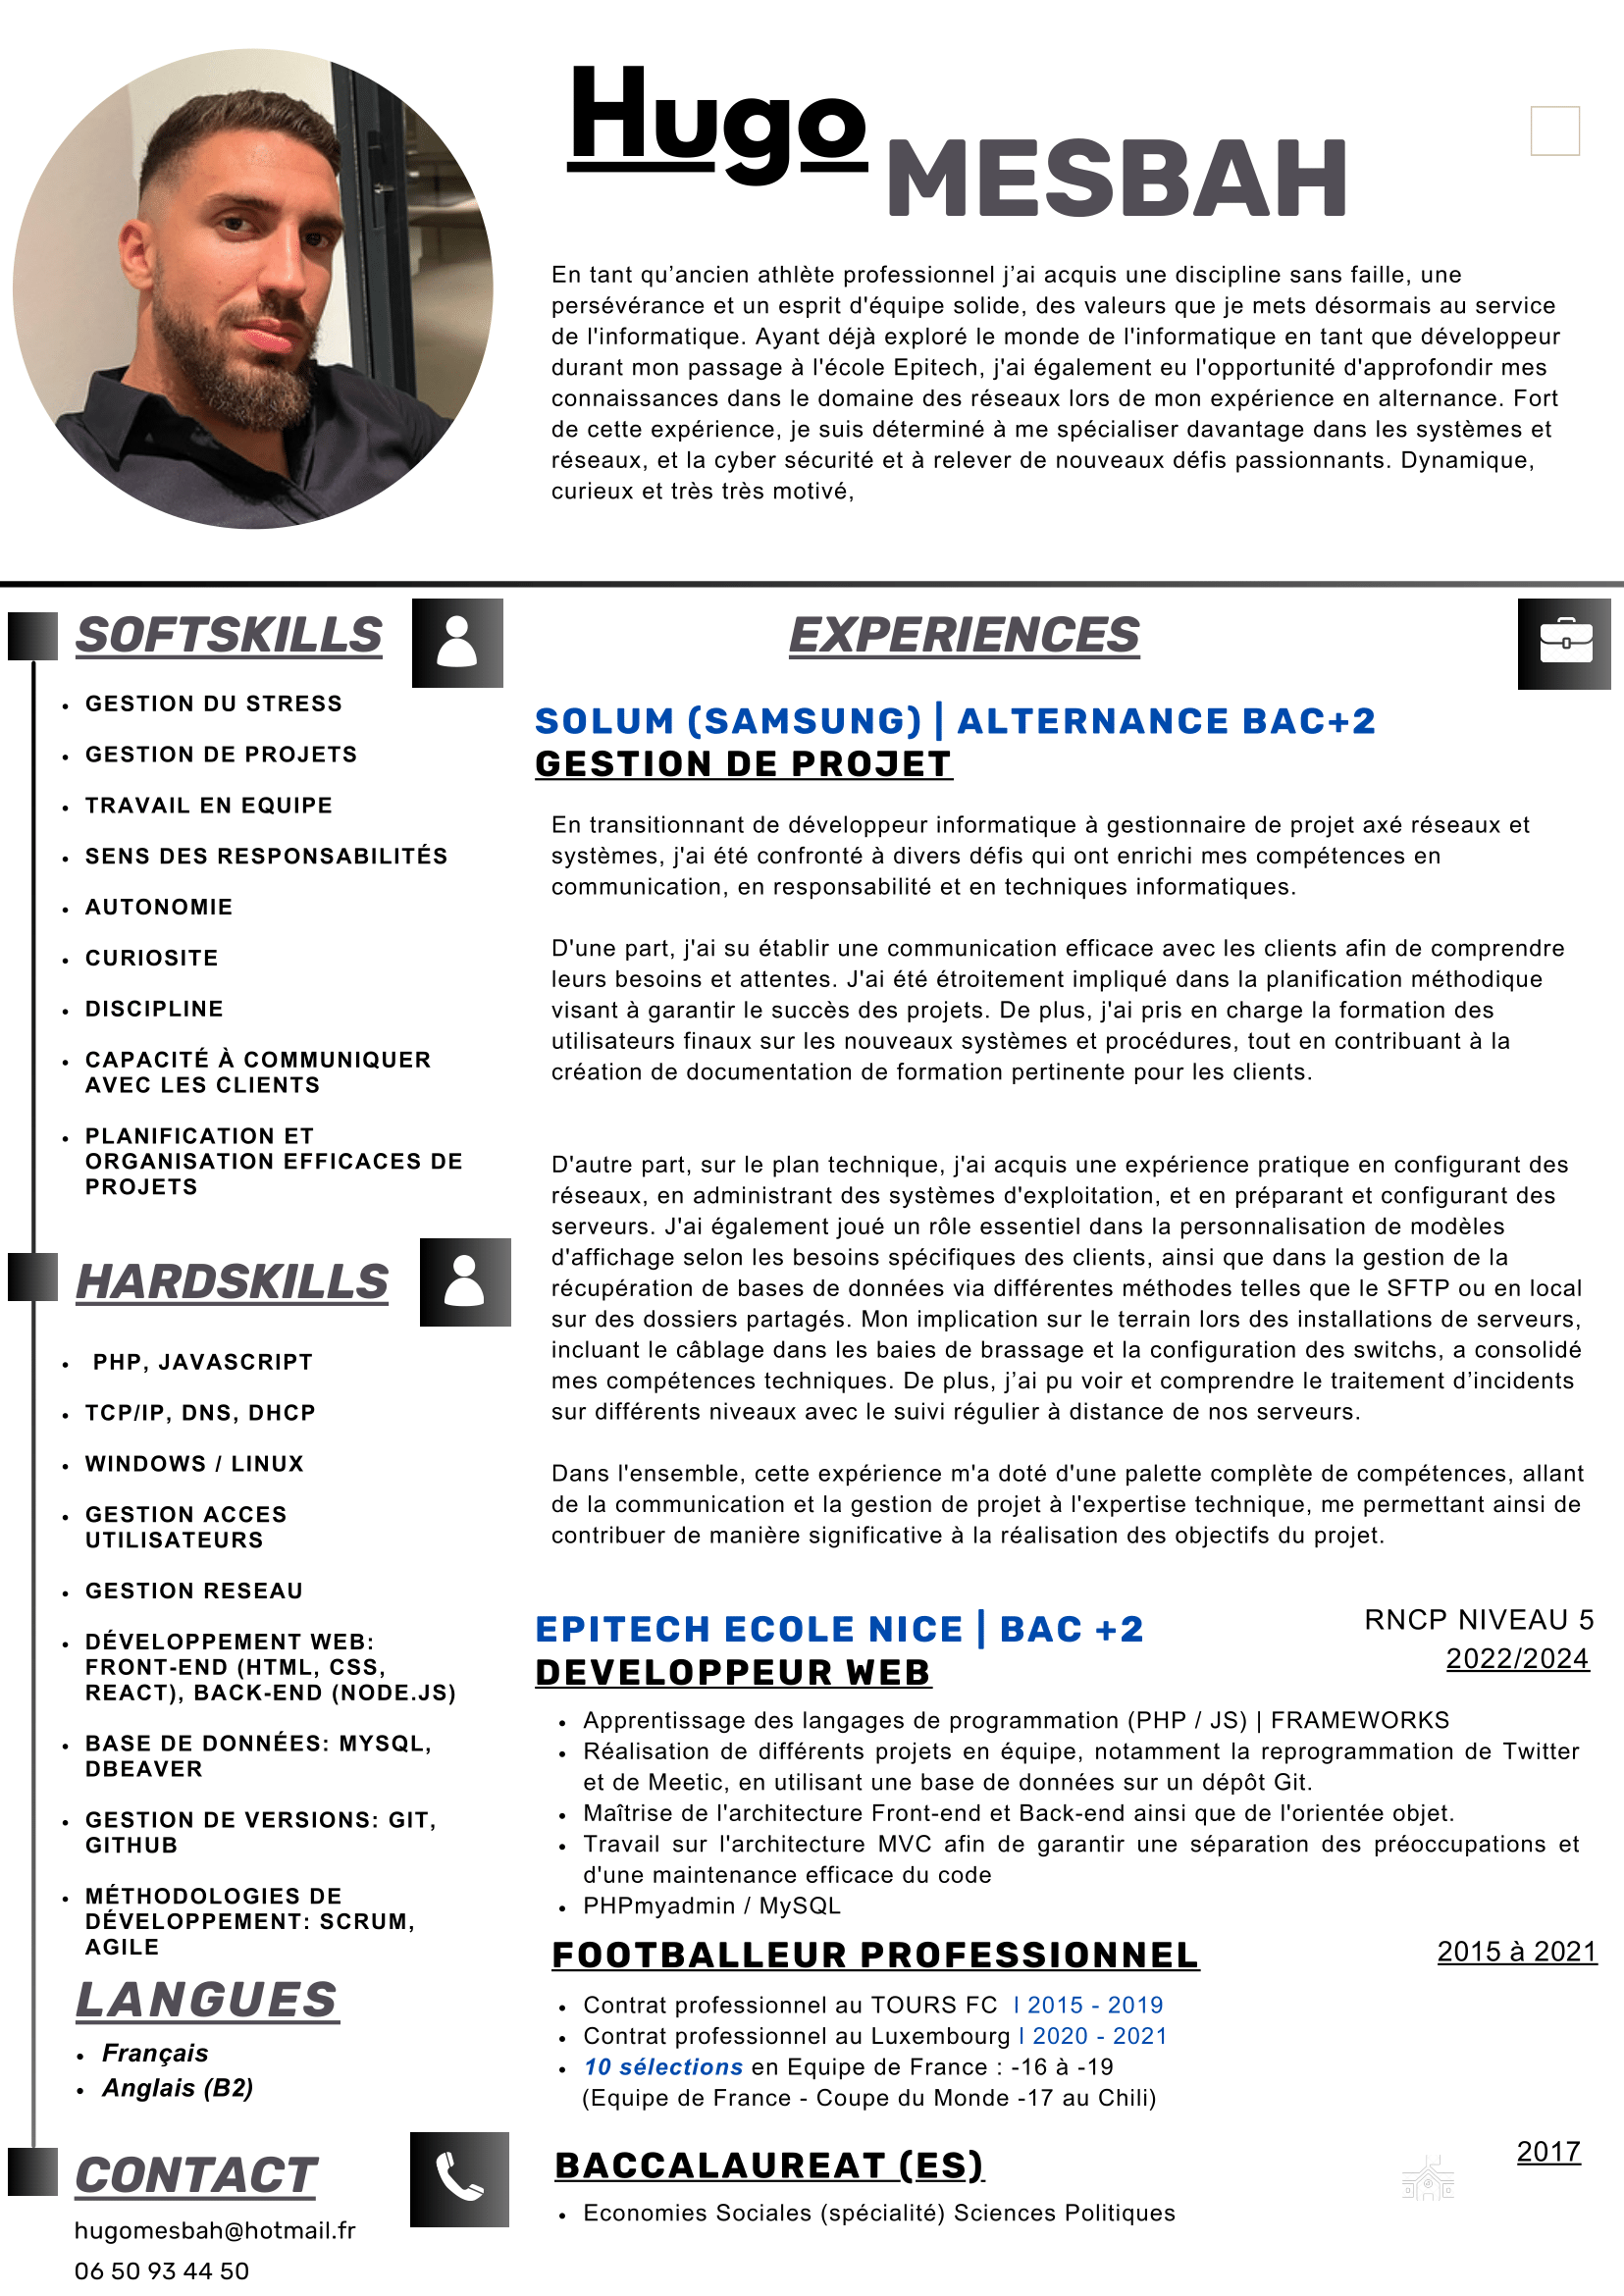 Hugo
MESBAH
En tant qu’ancien athlète professionnel j’ai acquis une discipline sans faille, une
persévérance et un esprit d'équipe solide, des valeurs que je mets désormais au service
de l'informatique. Ayant déjà exploré le monde de l'informatique en tant que développeur
durant mon passage à l'école Epitech, j'ai également eu l'opportunité d'approfondir mes
connaissances dans le domaine des réseaux lors de mon expérience en alternance. Fort
de cette expérience, je suis déterminé à me spécialiser davantage dans les systèmes et
réseaux, et la cyber sécurité et à relever de nouveaux défis passionnants. Dynamique,
curieux et très très motivé,
SOFTSKILLS
• GESTION DU STRESS
• GESTION DE PROJETS
• TRAVAIL EN EQUIPE
• SENS DES RESPONSABILITÉS
• AUTONOMIE
• CURIOSITE
• DISCIPLINE
• CAPACITÉ À COMMUNIQUER
AVEC LES CLIENTS
• PLANIFICATION ET
ORGANISATION EFFICACES DE
PROJETS
HARDSKILLS
• PHP, JAVASCRIPT
• TCP/IP, DNS, DHCP
• WINDOWS / LINUX
• GESTION ACCES
UTILISATEURS
• GESTION RESEAU
• DÉVELOPPEMENT WEB:
FRONT-END (HTML, CSS,
REACT), BACK-END (NODE.JS)
• BASE DE DONNÉES: MYSQL,
DBEAVER
• GESTION DE VERSIONS: GIT,
GITHUB
• MÉTHODOLOGIES DE
DÉVELOPPEMENT: SCRUM,
AGILE
LANGUES
• Français
• Anglais (B2)
CONTACT
hugomesbah@hotmail.fr
06 50 93 44 50
EXPERIENCES
SOLUM (SAMSUNG) | ALTERNANCE BAC+2
GESTION DE PROJET
En transitionnant de développeur informatique à gestionnaire de projet axé réseaux et
systèmes, j'ai été confronté à divers défis qui ont enrichi mes compétences en
communication, en responsabilité et en techniques informatiques.
D'une part, j'ai su établir une communication efficace avec les clients afin de comprendre
leurs besoins et attentes. J'ai été étroitement impliqué dans la planification méthodique
visant à garantir le succès des projets. De plus, j'ai pris en charge la formation des
utilisateurs finaux sur les nouveaux systèmes et procédures, tout en contribuant à la
création de documentation de formation pertinente pour les clients.
D'autre part, sur le plan technique, j'ai acquis une expérience pratique en configurant des
réseaux, en administrant des systèmes d'exploitation, et en préparant et configurant des
serveurs. J'ai également joué un rôle essentiel dans la personnalisation de modèles
d'affichage selon les besoins spécifiques des clients, ainsi que dans la gestion de la
récupération de bases de données via différentes méthodes telles que le SFTP ou en local
sur des dossiers partagés. Mon implication sur le terrain lors des installations de serveurs,
incluant le câblage dans les baies de brassage et la configuration des switchs, a consolidé
mes compétences techniques. De plus, j’ai pu voir et comprendre le traitement d’incidents
sur différents niveaux avec le suivi régulier à distance de nos serveurs.
Dans l'ensemble, cette expérience m'a doté d'une palette complète de compétences, allant
de la communication et la gestion de projet à l'expertise technique, me permettant ainsi de
contribuer de manière significative à la réalisation des objectifs du projet.
EPITECH ECOLE NICE | BAC +2
RNCP NIVEAU 5
2022/2024
DEVELOPPEUR WEB
• Apprentissage des langages de programmation (PHP / JS) | FRAMEWORKS
• Réalisation de différents projets en équipe, notamment la reprogrammation de Twitter
et de Meetic, en utilisant une base de données sur un dépôt Git.
• Maîtrise de l'architecture Front-end et Back-end ainsi que de l'orientée objet.
• Travail sur l'architecture MVC afin de garantir une séparation des préoccupations et
d'une maintenance efficace du code
• PHPmyadmin / MySQL
FOOTBALLEUR PROFESSIONNEL
2015 à 2021
• Contrat professionnel au TOURS FC l 2015 - 2019
• Contrat professionnel au Luxembourg l 2020 - 2021
• 10 sélections en Equipe de France : -16 à -19
(Equipe de France - Coupe du Monde -17 au Chili)
BACCALAUREAT (ES)
2017
• Economies Sociales (spécialité) Sciences Politiques